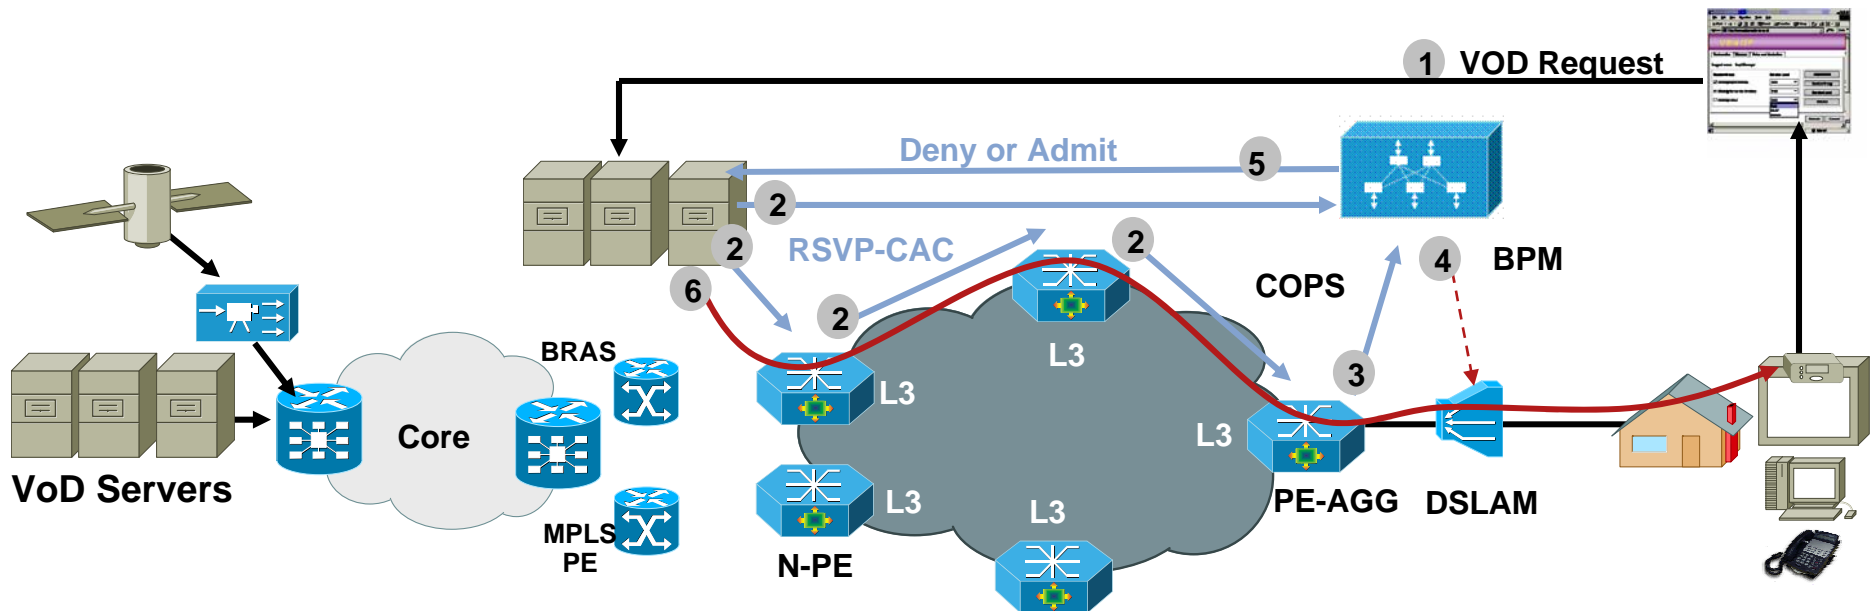 1 VOD Request
Deny or Admit
5
2
2
RSVP-CAC
2
COPS
4
BPM
6
2
BRAS
L3
3
L3
Core
L3
VoD Servers
L3
L3
PE-AGG
DSLAM
MPLS
PE
N-PE